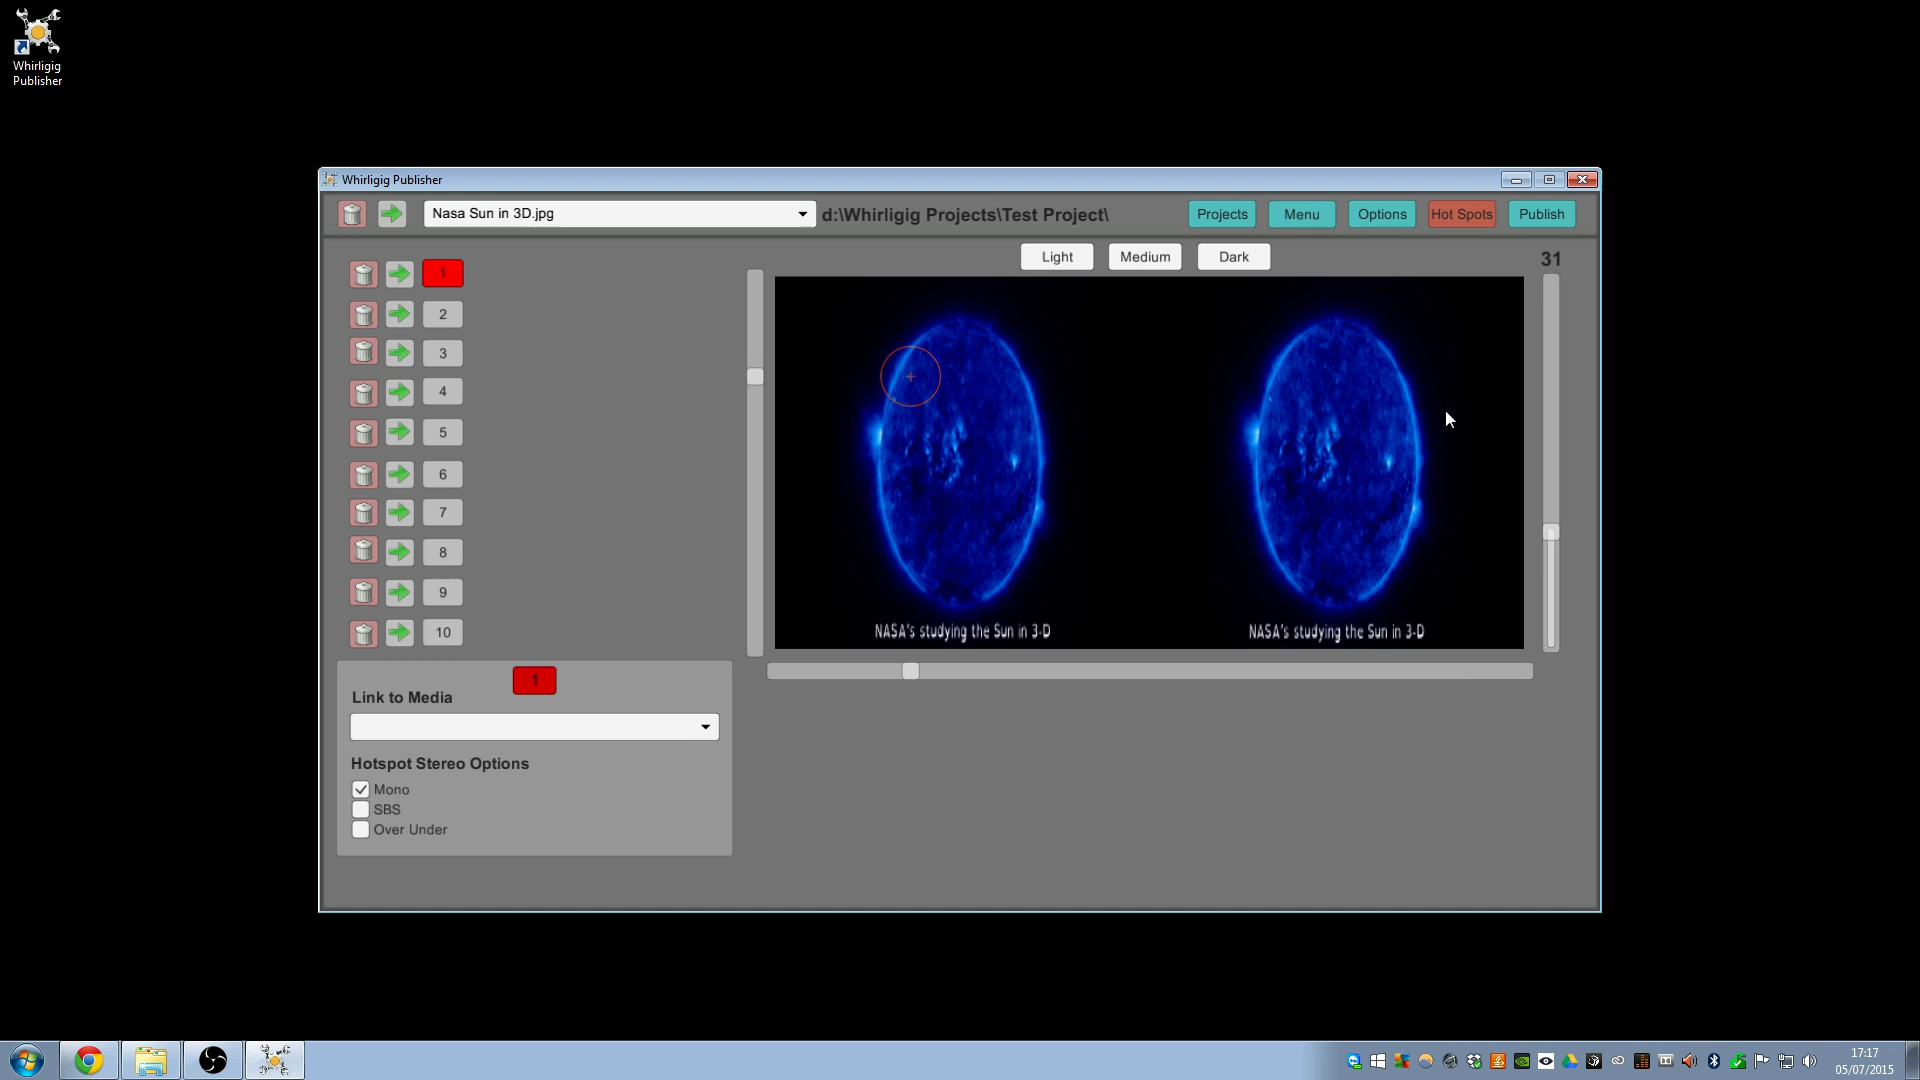 Whirligig
Publisher
Whirligig Publisher
Nasa Sun in 3D.jpg
d:\Whirligig Projects\Test Project\
Projects
Menu
Options
Hot Spots
Publish
Light
Medium
Dark
31
1
2
3
4
5
6
7
8
9
10
NASA's studying the Sun in 3-D
NASA's studying the Sun in 3-D
1
Link to Media
Hotspot Stereo Options
Mono
SBS
Over Under
17:17
05/07/2015